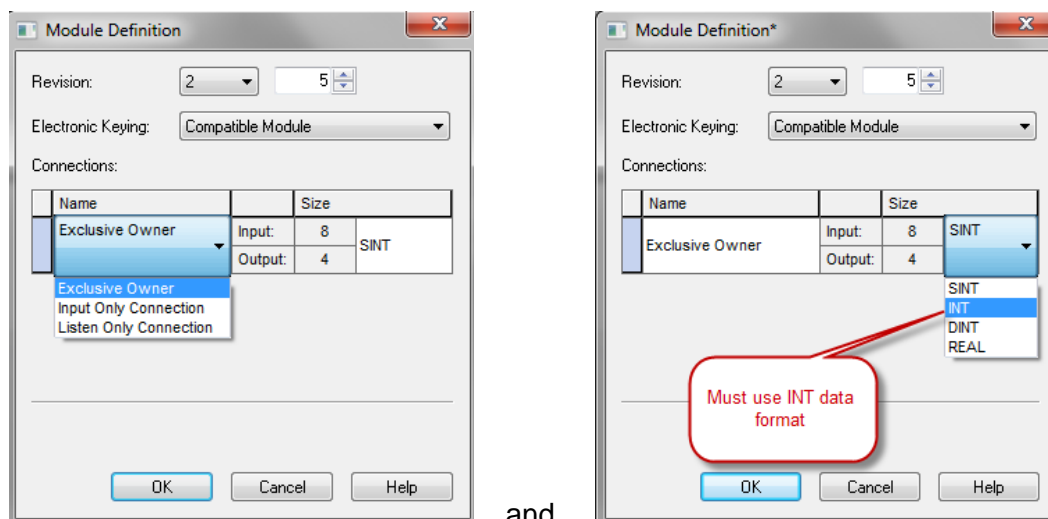 Module Definition
Revision:
2
5
Electronic Keying:
Compatible Module
Connections:
Name
Size
Exclusive Owner
Input:
8
SINT
Output:
4
Exclusive Owner
Input Only Connection
Listen Only Connection
OK
Cancel
Help
and
Module Definition*
Revision:
2
5
Electronic Keying:
Compatible Module
Connections:
Name
Size
Exclusive Owner
Input:
8
SINT
Output:
4
SINT
INT
DINT
REAL
Must use INT data
format
OK
Cancel
Help